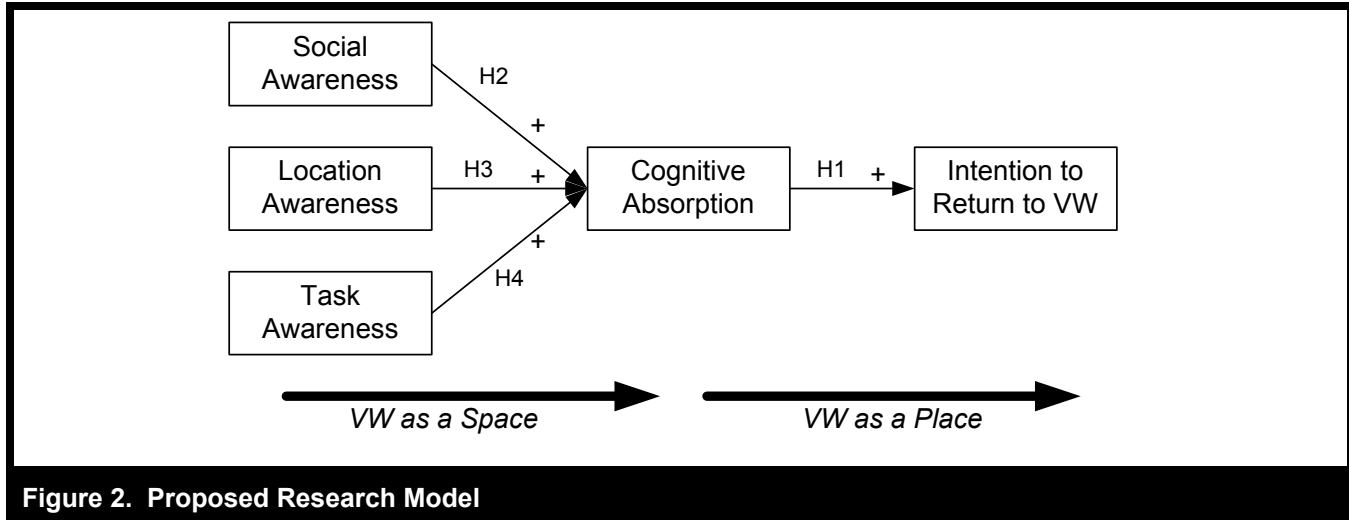 Social
Awareness
H2
+
Location
Awareness
H3
+
Cognitive
Absorption
H1
+
Intention to
Return to VW
+
H4
Task
Awareness
VW as a Space
VW as a Place
Figure 2. Proposed Research Model